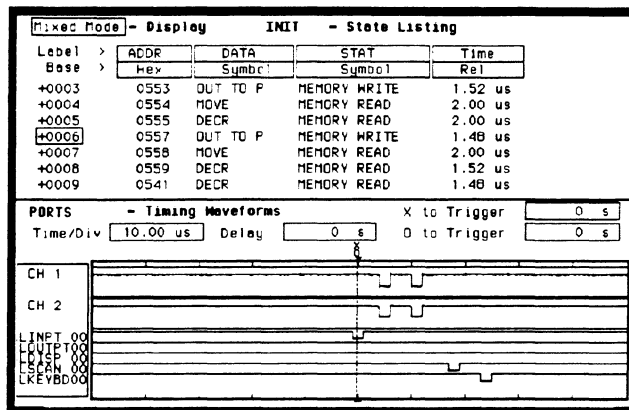 Mixed Mode - Display INIT - State Listing
Label > ADDR DATA STAT Time
Base > Hex Symbol Symbol Rel
+0003 0553 OUT TO P MEMORY WRITE 1.52 us
+0004 0554 MOVE MEMORY READ 2.00 us
+0005 0555 DECR MEMORY READ 2.00 us
+0006 0557 OUT TO P MEMORY WRITE 1.48 us
+0007 0558 MOVE MEMORY READ 2.00 us
+0008 0559 DECR MEMORY READ 1.52 us
+0009 0541 DECR MEMORY READ 1.48 us
PORTS - Timing Waveforms X to Trigger 0 s
Time/Div 10.00 us Delay 0 s O to Trigger 0 s
X
O
CH 1
CH 2
LINPT 00
LOUTPT00
LDISP 00
LSCAN 00
LKEYBD00